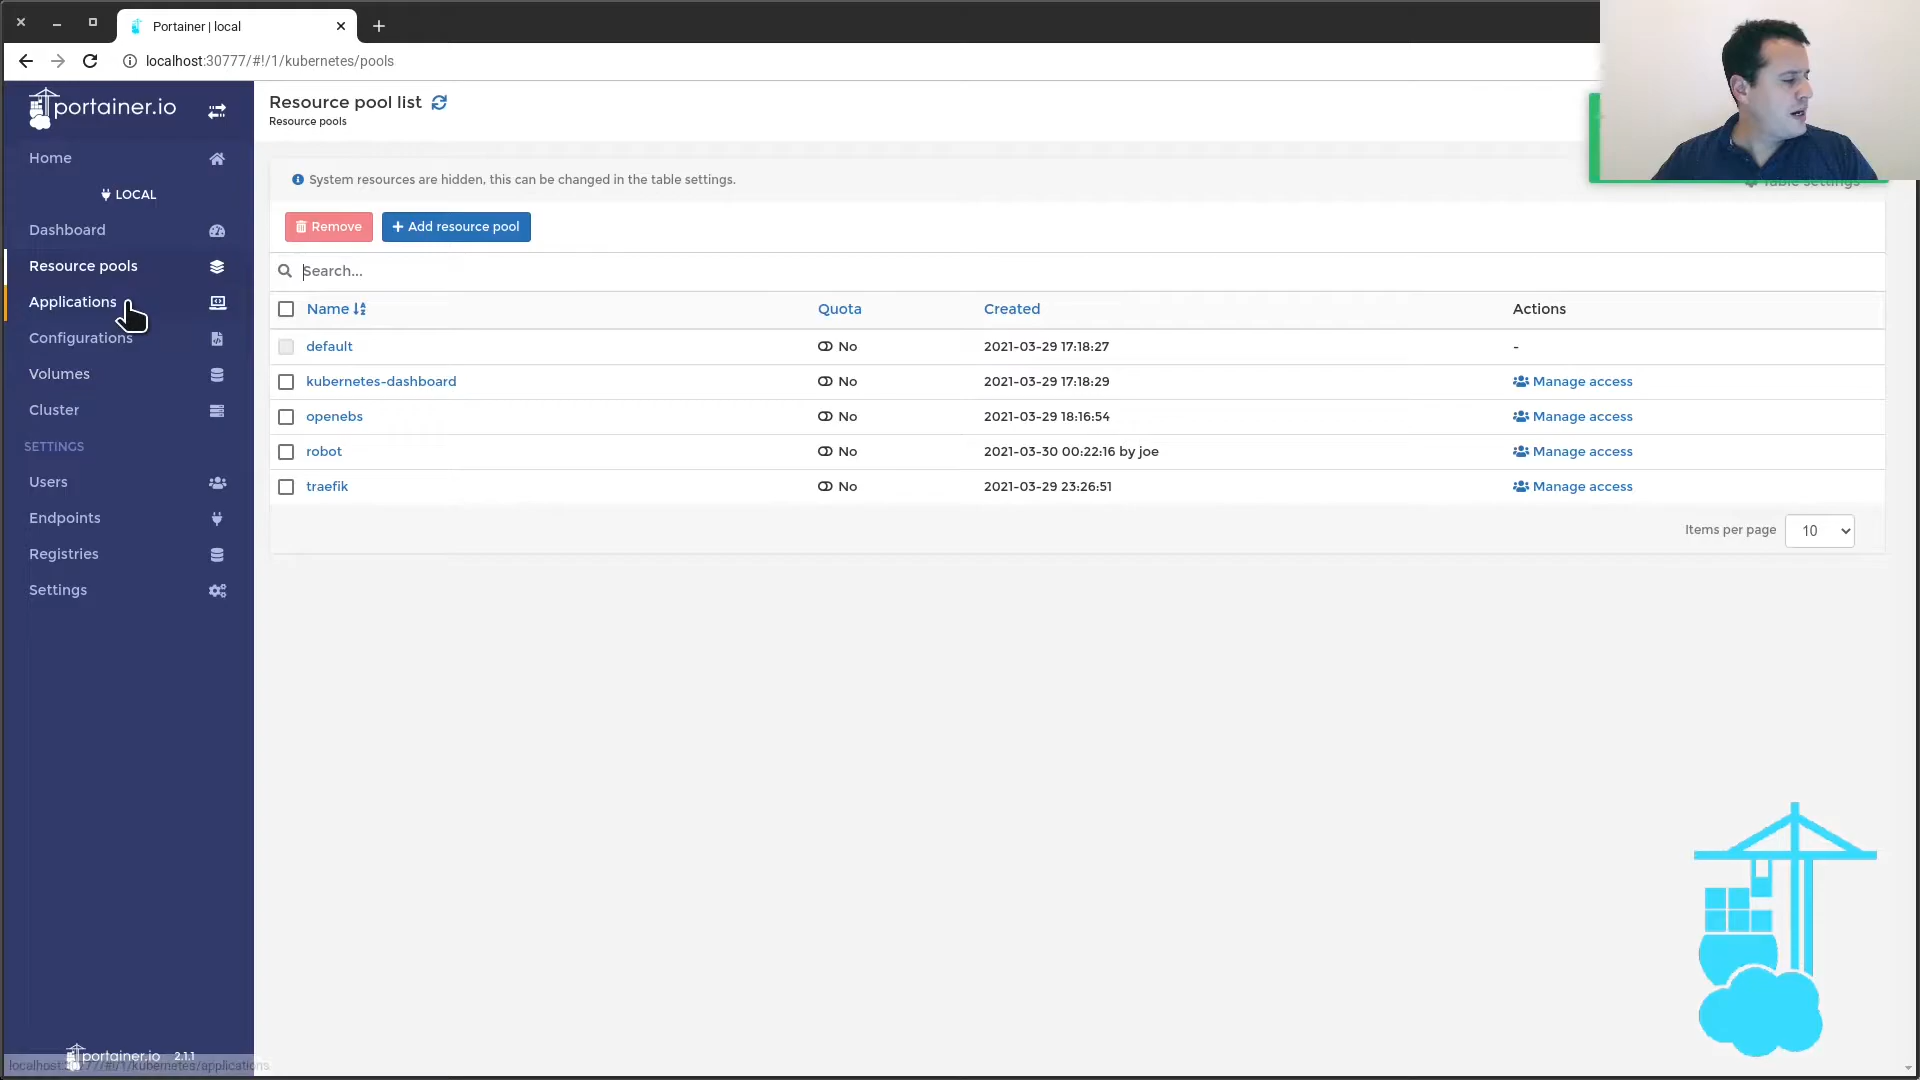 Portainer | local
localhost:30777/#!/1/kubernetes/pools
portainer.io
Home
LOCAL
Dashboard
Resource pools
Applications
Configurations
Volumes
Cluster
SETTINGS
Users
Endpoints
Registries
Settings
portainer.io 2.1.1
Resource pool list
Resource pools
System resources are hidden, this can be changed in the table settings.
Table settings
Remove
Add resource pool
Search...
Name Quota Created Actions
default No 2021-03-29 17:18:27 -
kubernetes-dashboard No 2021-03-29 17:18:29 Manage access
openebs No 2021-03-29 18:16:54 Manage access
robot No 2021-03-30 00:22:16 by joe Manage access
traefik No 2021-03-29 23:26:51 Manage access
Items per page 10